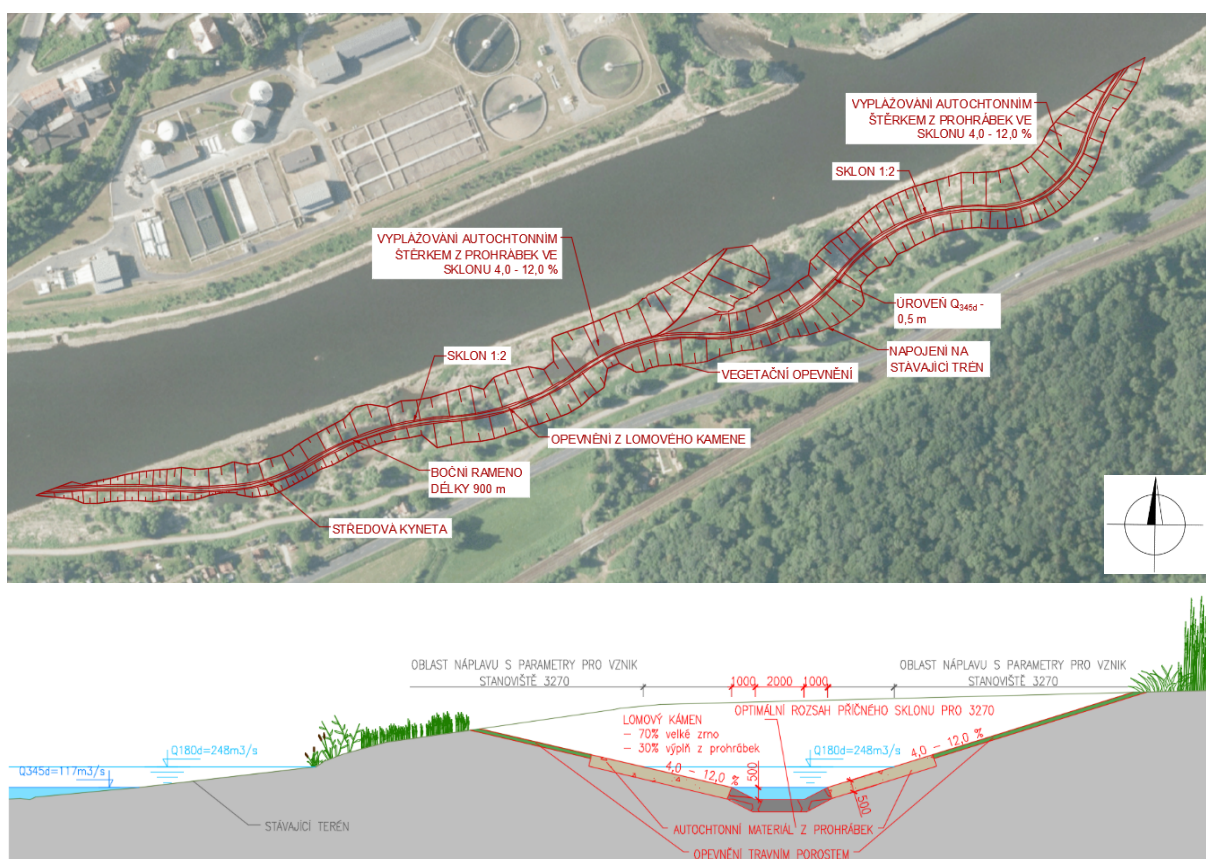 VYPLÁŽOVÁNÍ AUTOCHTONNÍM
ŠTĚRKEM Z PROHRÁBEK VE
SKLONU 4,0 - 12,0 %
SKLON 1:2
VYPLÁŽOVÁNÍ AUTOCHTONNÍM
ŠTĚRKEM Z PROHRÁBEK VE
SKLONU 4,0 - 12,0 %
ÚROVEŇ Q345d -
0,5 m
NAPOJENÍ NA
STÁVAJÍCÍ TRÉN
SKLON 1:2
VEGETAČNÍ OPEVNĚNÍ
OPEVNĚNÍ Z LOMOVÉHO KAMENE
BOČNÍ RAMENO
DÉLKY 900 m
STŘEDOVÁ KYNETA
OBLAST NÁPLAVU S PARAMETRY PRO VZNIK
STANOVIŠTĚ 3270
OBLAST NÁPLAVU S PARAMETRY PRO VZNIK
STANOVIŠTĚ 3270
1000 2000 1000
OPTIMÁLNÍ ROZSAH PŘÍČNÉHO SKLONU PRO 3270
LOMOVÝ KÁMEN
- 70% velké zrno
- 30% výplň z prohrábek
Q180d=248m3/s
Q180d=248m3/s
Q345d=117m3/s
4,0 - 12,0 %
4,0 - 12,0 %
500
500
STÁVAJÍCÍ TERÉN
AUTOCHTONNÍ MATERIÁL Z PROHRÁBEK
OPEVNĚNÍ TRAVNÍM POROSTEM